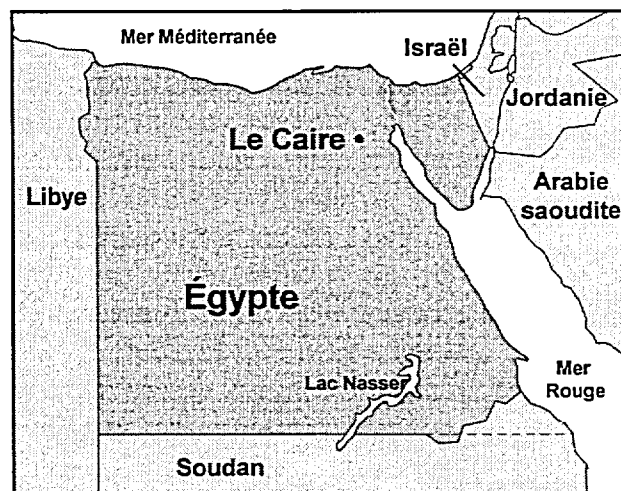 Mer Méditerranée
Israël
Jordanie
Le Caire
Libye
Arabie
saoudite
Égypte
Lac Nasser
Mer
Rouge
Soudan